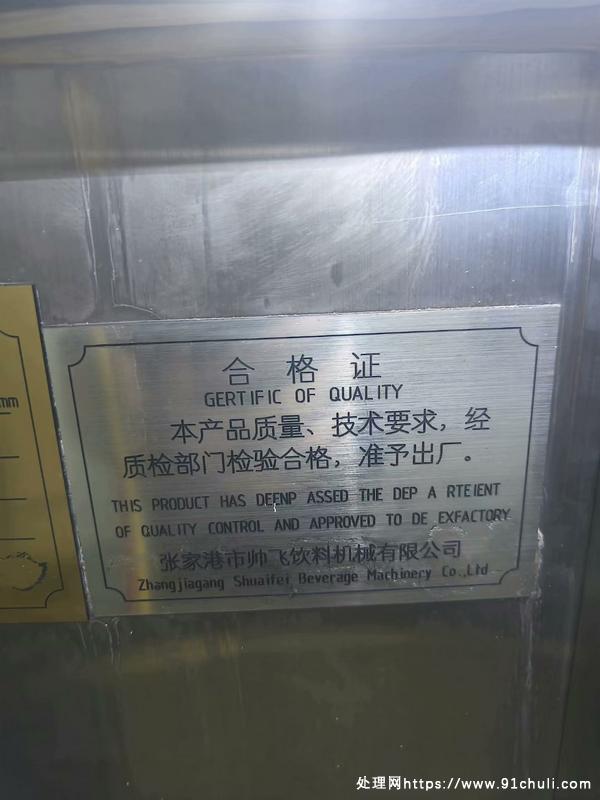 mm
合格证
GERTIFIC OF QUALITY
本产品质量、技术要求，经
质检部门检验合格，准予出厂。
THIS PRODUCT HAS DEENP ASSED THE DEP A RTEIENT
OF QUALITY CONTROL AND APPROVED TO DE EXFACTORY
张家港市帅飞饮料机械有限公司
Zhangjiagang Shuaifei Beverage Machinery Co.,Ltd
处理网https://www.91chuli.com